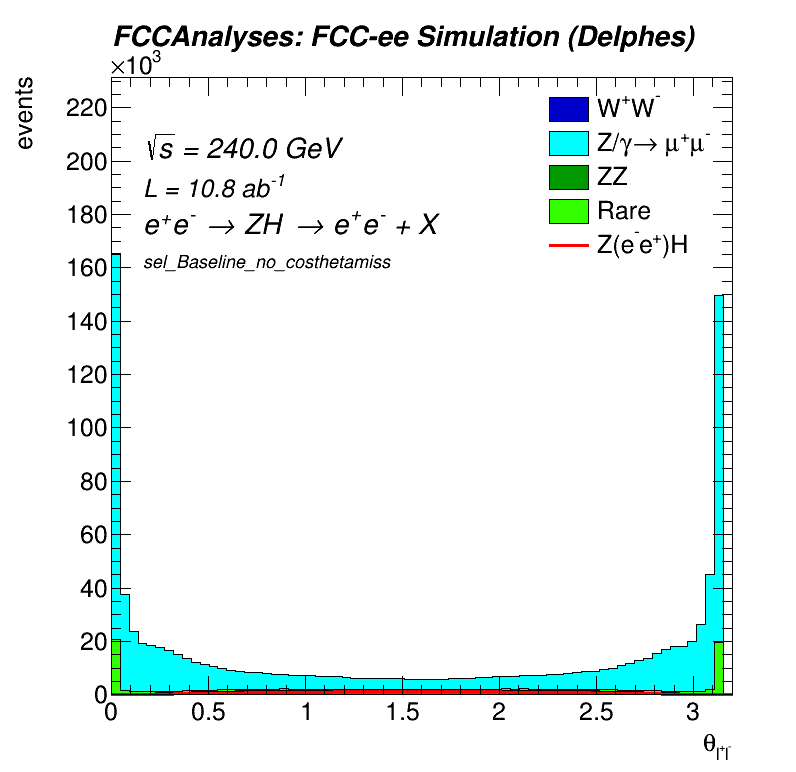 FCCAnalyses: FCC-ee Simulation (Delphes)
×10³
events
√s = 240.0 GeV
L = 10.8 ab⁻¹
e⁺e⁻ → ZH → e⁺e⁻ + X
sel_Baseline_no_costhetamiss
W⁺W⁻
Z/γ→ μ⁺μ⁻
ZZ
Rare
Z(e⁻e⁺)H
220
200
180
160
140
120
100
80
60
40
20
0
0 0.5 1 1.5 2 2.5 3
θ_l⁺l⁻